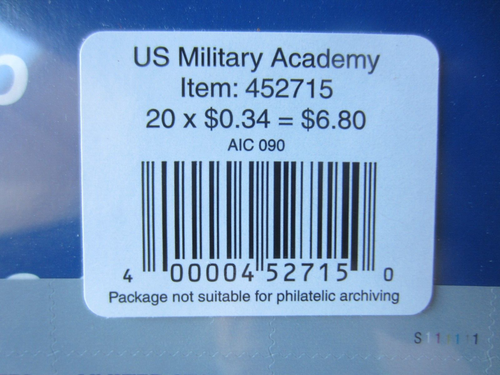 US Military Academy
Item: 452715
20 x $0.34 = $6.80
AIC 090
4 00004 52715 0
Package not suitable for philatelic archiving
S111111